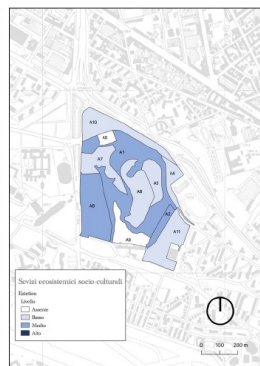 A10
A6
A1
A7
A4
A3
A9
A5
A2
A11
A8
Sevizi ecosistemici socio-culturali
Estetico
Livello
Assente
Basso
Medio
Alto
0 100 200 m